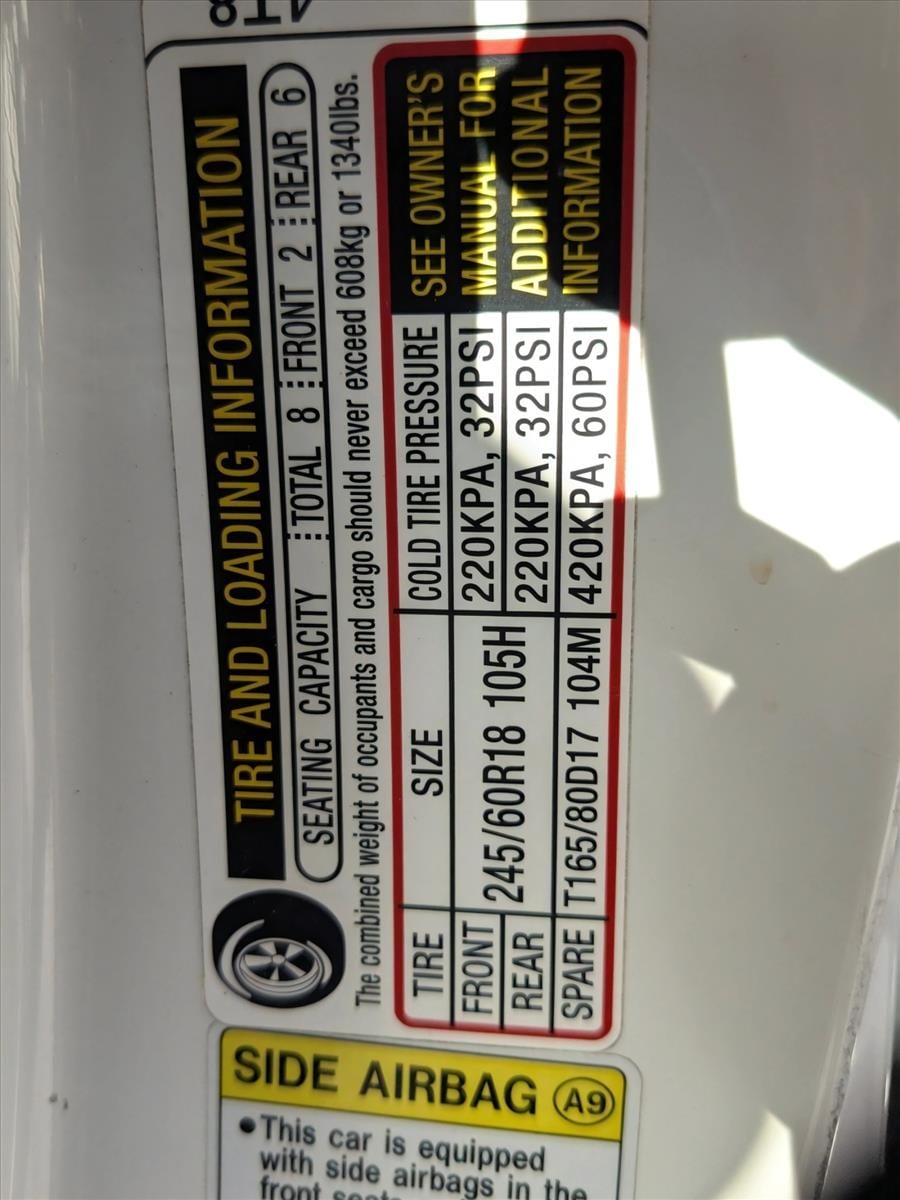 TIRE AND LOADING INFORMATION
SEATING CAPACITY TOTAL 8 FRONT 2 REAR 6
The combined weight of occupants and cargo should never exceed 608kg or 1340lbs.
TIRE SIZE COLD TIRE PRESSURE
FRONT 245/60R18 105H 220KPA, 32PSI
REAR 220KPA, 32PSI
SPARE T165/80D17 104M 420KPA, 60PSI
SEE OWNER'S
MANUAL FOR
ADDITIONAL
INFORMATION
SIDE AIRBAG A9
•This car is equipped
with side airbags in the
front